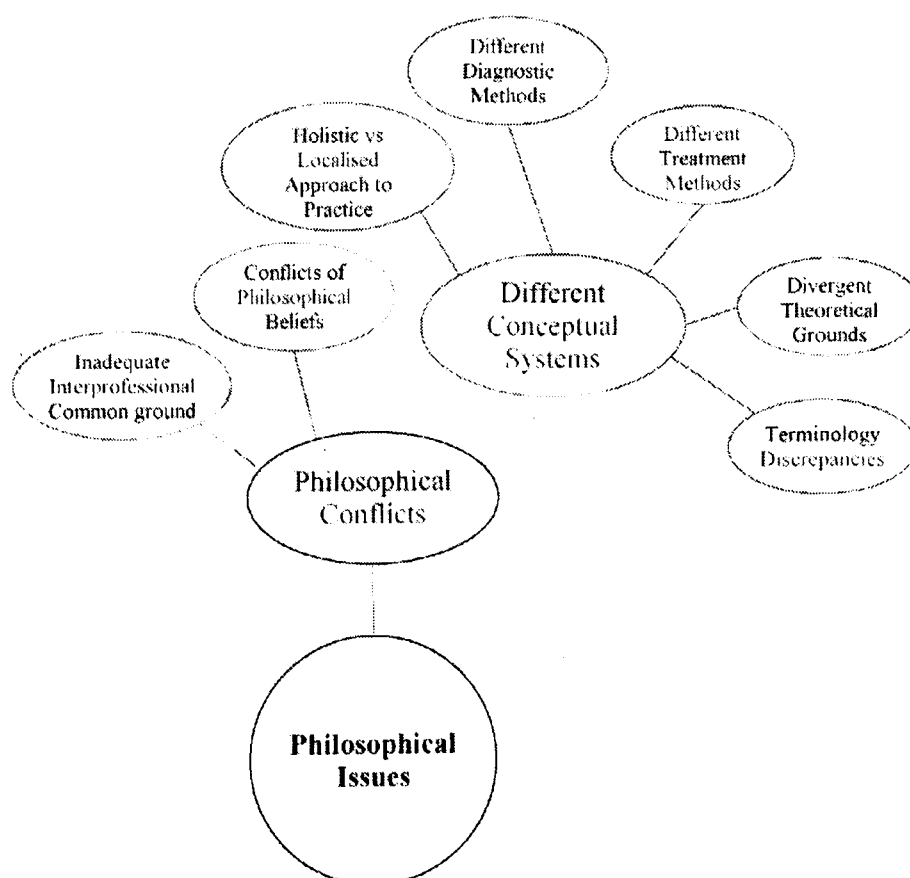 Different
Diagnostic
Methods
Holistic vs
Localised
Approach to
Practice
Different
Treatment
Methods
Conflicts of
Philosophical
Beliefs
Different
Conceptual
Systems
Divergent
Theoretical
Grounds
Inadequate
Interprofessional
Common ground
Terminology
Discrepancies
Philosophical
Conflicts
Philosophical
Issues